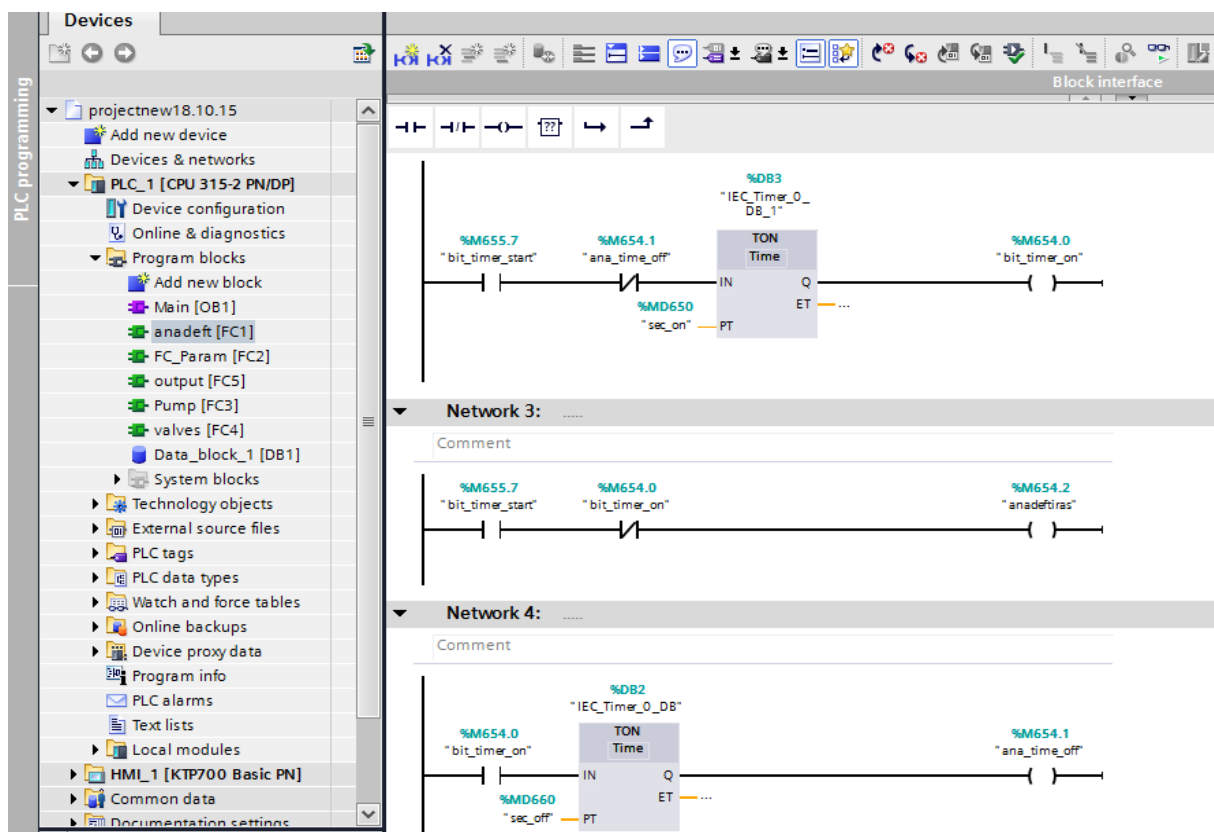 Devices
PLC programming
Block interface
projectnew18.10.15
Add new device
Devices & networks
PLC_1 [CPU 315-2 PN/DP]
Device configuration
Online & diagnostics
Program blocks
Add new block
Main [OB1]
anadeft [FC1]
FC_Param [FC2]
output [FC5]
Pump [FC3]
valves [FC4]
Data_block_1 [DB1]
System blocks
Technology objects
External source files
PLC tags
PLC data types
Watch and force tables
Online backups
Device proxy data
Program info
PLC alarms
Text lists
Local modules
HMI_1 [KTP700 Basic PN]
Common data
Documentation settings
??
%DB3
"IEC_Timer_0_
DB_1"
%M655.7 %M654.1 TON %M654.0
"bit_timer_start" "ana_time_off" Time "bit_timer_on"
IN Q
%MD650 ET ...
"sec_on" PT
Network 3: .....
Comment
%M655.7 %M654.0 %M654.2
"bit_timer_start" "bit_timer_on" "anadeftiras"
Network 4: .....
Comment
%DB2
"IEC_Timer_0_DB"
%M654.0 TON %M654.1
"bit_timer_on" Time "ana_time_off"
IN Q
%MD660 ET ...
"sec_off" PT